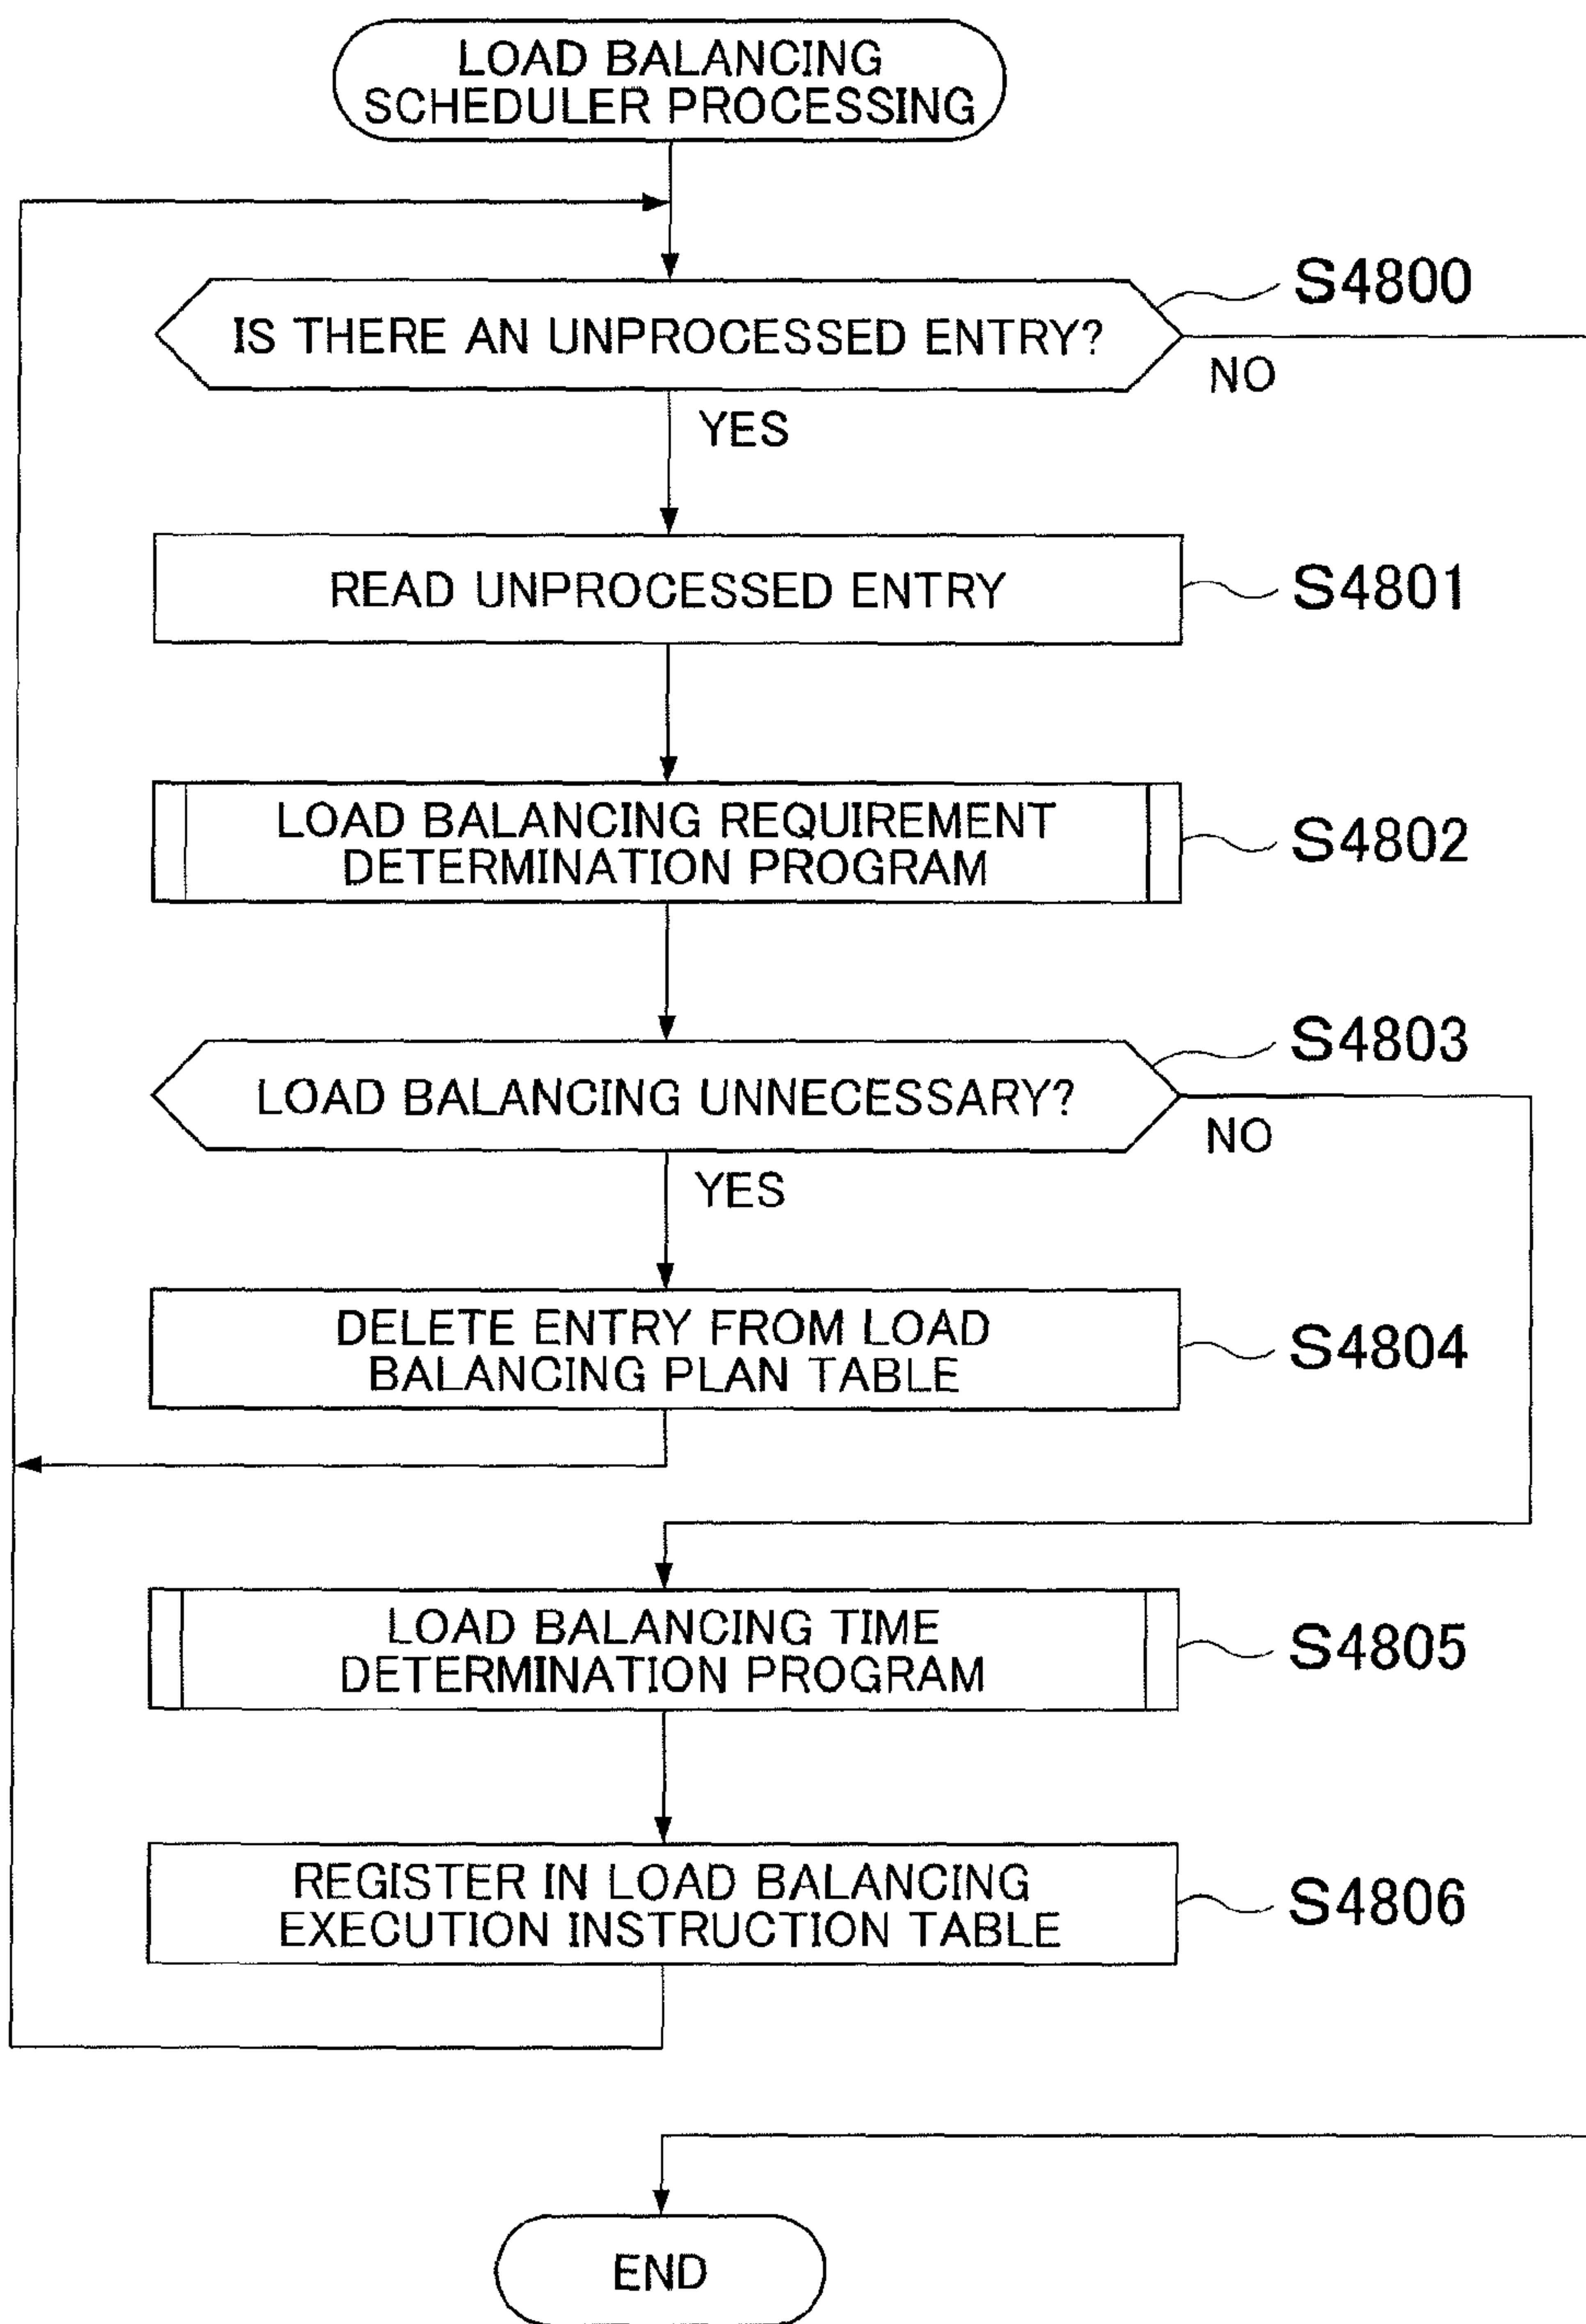 LOAD BALANCING
SCHEDULER PROCESSING
IS THERE AN UNPROCESSED ENTRY?
S4800
NO
YES
READ UNPROCESSED ENTRY
S4801
LOAD BALANCING REQUIREMENT
DETERMINATION PROGRAM
S4802
LOAD BALANCING UNNECESSARY?
S4803
NO
YES
DELETE ENTRY FROM LOAD
BALANCING PLAN TABLE
S4804
LOAD BALANCING TIME
DETERMINATION PROGRAM
S4805
REGISTER IN LOAD BALANCING
EXECUTION INSTRUCTION TABLE
S4806
END